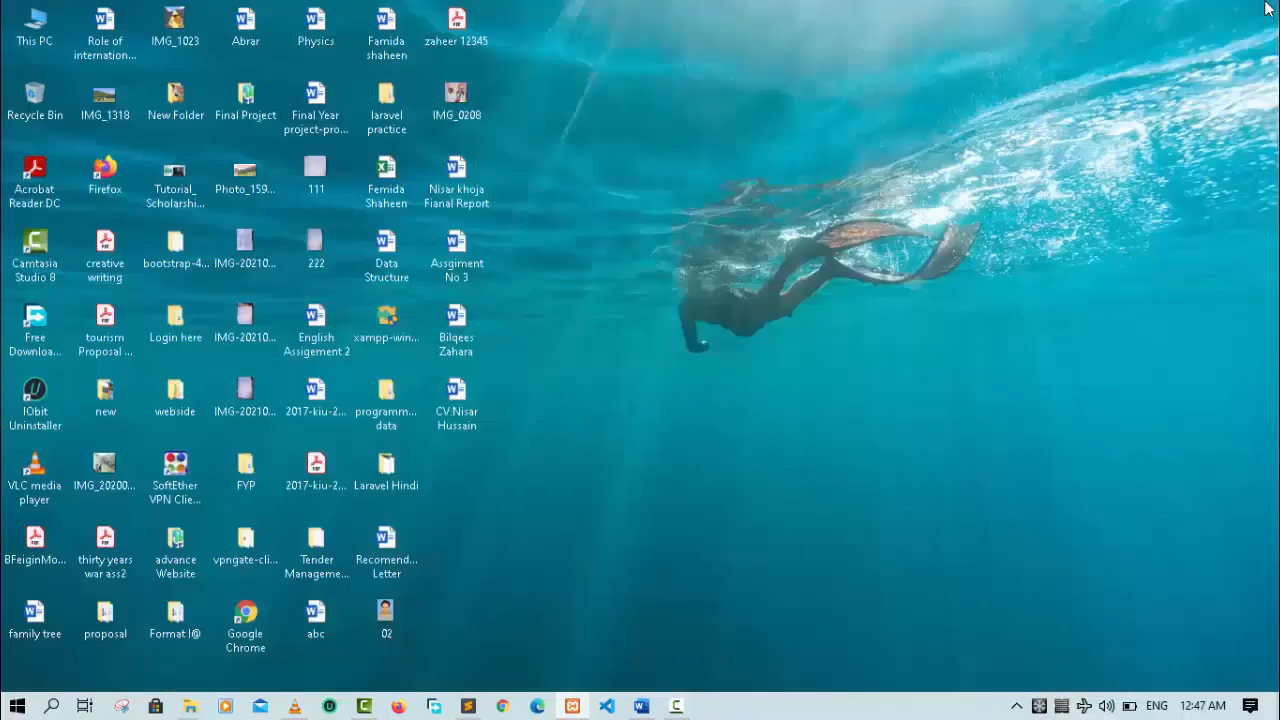 This PC
Role of
internation...
IMG_1023
Abrar
Physics
Famida
shaheen
zaheer 12345
Recycle Bin
IMG_1318
New Folder
Final Project
Final Year
project-pro...
laravel
practice
IMG_0208
Acrobat
Reader DC
Firefox
Tutorial_
Scholarshi...
Photo_159...
111
Femida
Shaheen
Nisar khoja
Fianal Report
Camtasia
Studio 8
creative
writing
bootstrap-4...
IMG-20210...
222
Data
Structure
Assgiment
No 3
Free
Downloa...
tourism
Proposal ...
Login here
IMG-20210...
English
Assigement 2
xampp-win...
Bilqees
Zahara
IObit
Uninstaller
new
webside
IMG-20210...
2017-kiu-2...
programm...
data
CV.Nisar
Hussain
VLC media
player
IMG_20200...
SoftEther
VPN Clie...
FYP
2017-kiu-2...
Laravel Hindi
BFeiginMo...
thirty years
war ass2
advance
Website
vpngate-cli...
Tender
Manageme...
Recomend...
Letter
family tree
proposal
Format I@
Google
Chrome
abc
02
ENG
12:47 AM